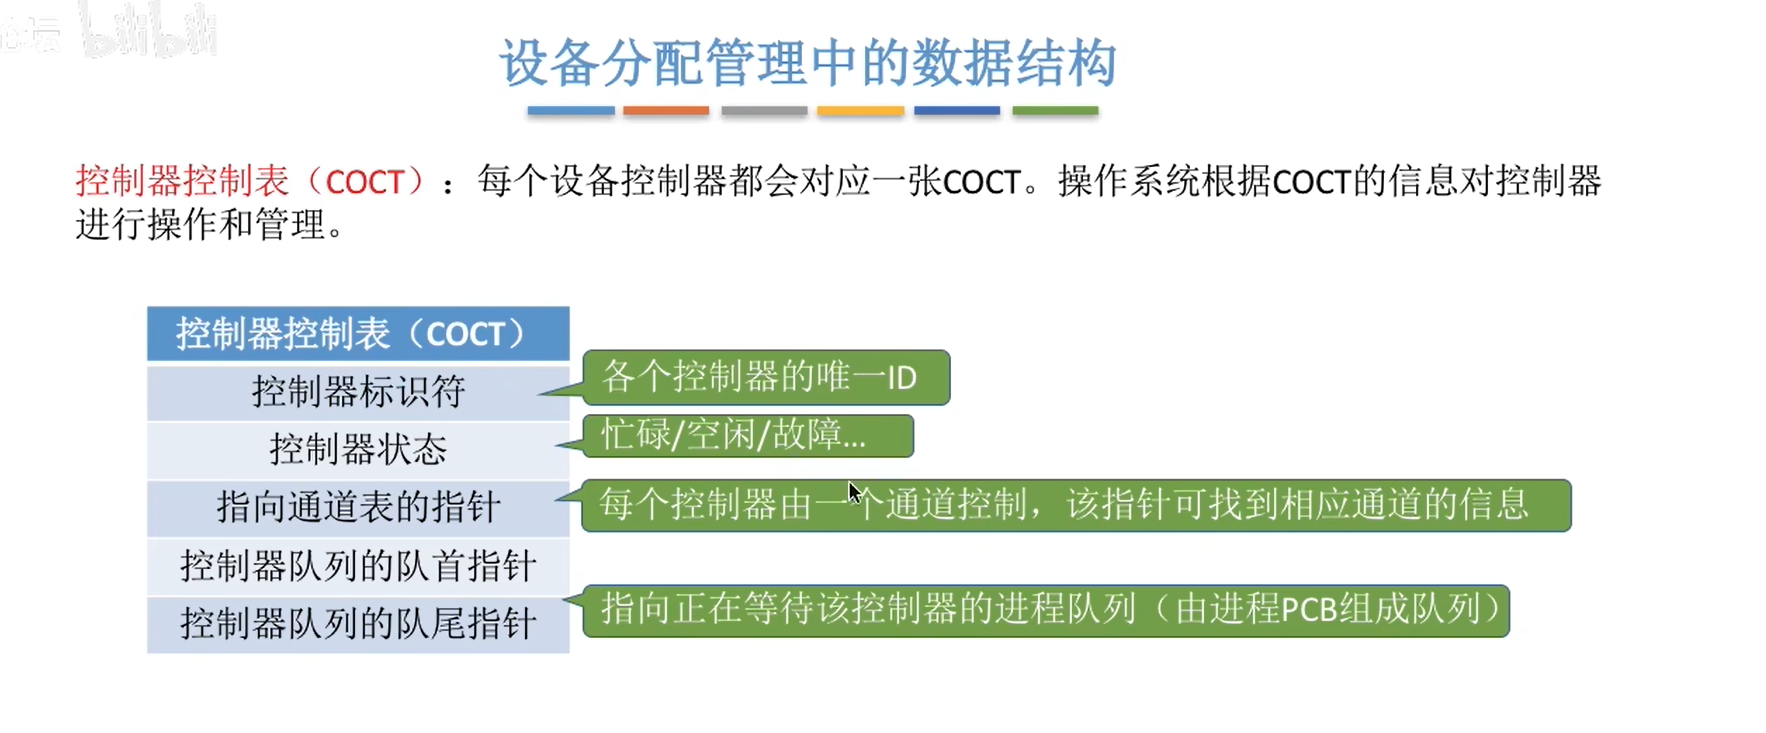 bilibili
设备分配管理中的数据结构
控制器控制表（COCT）：每个设备控制器都会对应一张COCT。操作系统根据COCT的信息对控制器
进行操作和管理。
控制器控制表（COCT）
控制器标识符
各个控制器的唯一ID
控制器状态
忙碌/空闲/故障...
指向通道表的指针
每个控制器由一个通道控制，该指针可找到相应通道的信息
控制器队列的队首指针
控制器队列的队尾指针
指向正在等待该控制器的进程队列（由进程PCB组成队列）